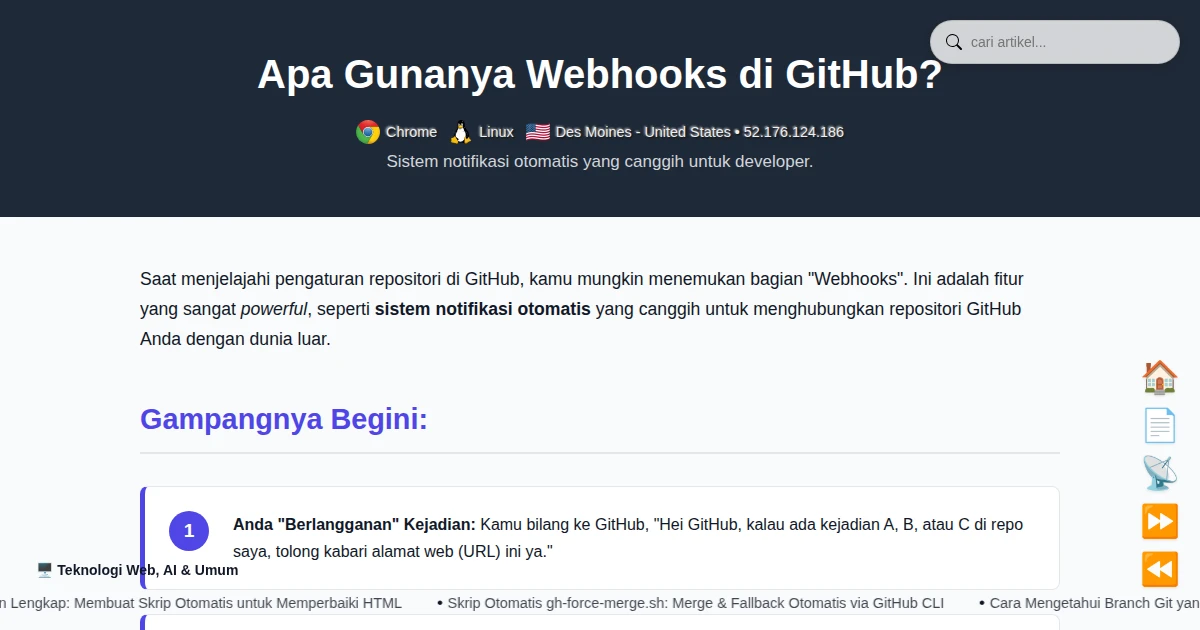 cari artikel...
Apa Gunanya Webhooks di GitHub?
Chrome Linux Des Moines - United States • 52.176.124.186
Sistem notifikasi otomatis yang canggih untuk developer.
Saat menjelajahi pengaturan repositori di GitHub, kamu mungkin menemukan bagian "Webhooks". Ini adalah fitur
yang sangat powerful, seperti sistem notifikasi otomatis yang canggih untuk menghubungkan repositori GitHub
Anda dengan dunia luar.
Gampangnya Begini:
1
Anda "Berlangganan" Kejadian: Kamu bilang ke GitHub, "Hei GitHub, kalau ada kejadian A, B, atau C di repo
saya, tolong kabari alamat web (URL) ini ya."
Teknologi Web, AI & Umum
n Lengkap: Membuat Skrip Otomatis untuk Memperbaiki HTML • Skrip Otomatis gh-force-merge.sh: Merge & Fallback Otomatis via GitHub CLI • Cara Mengetahui Branch Git yan